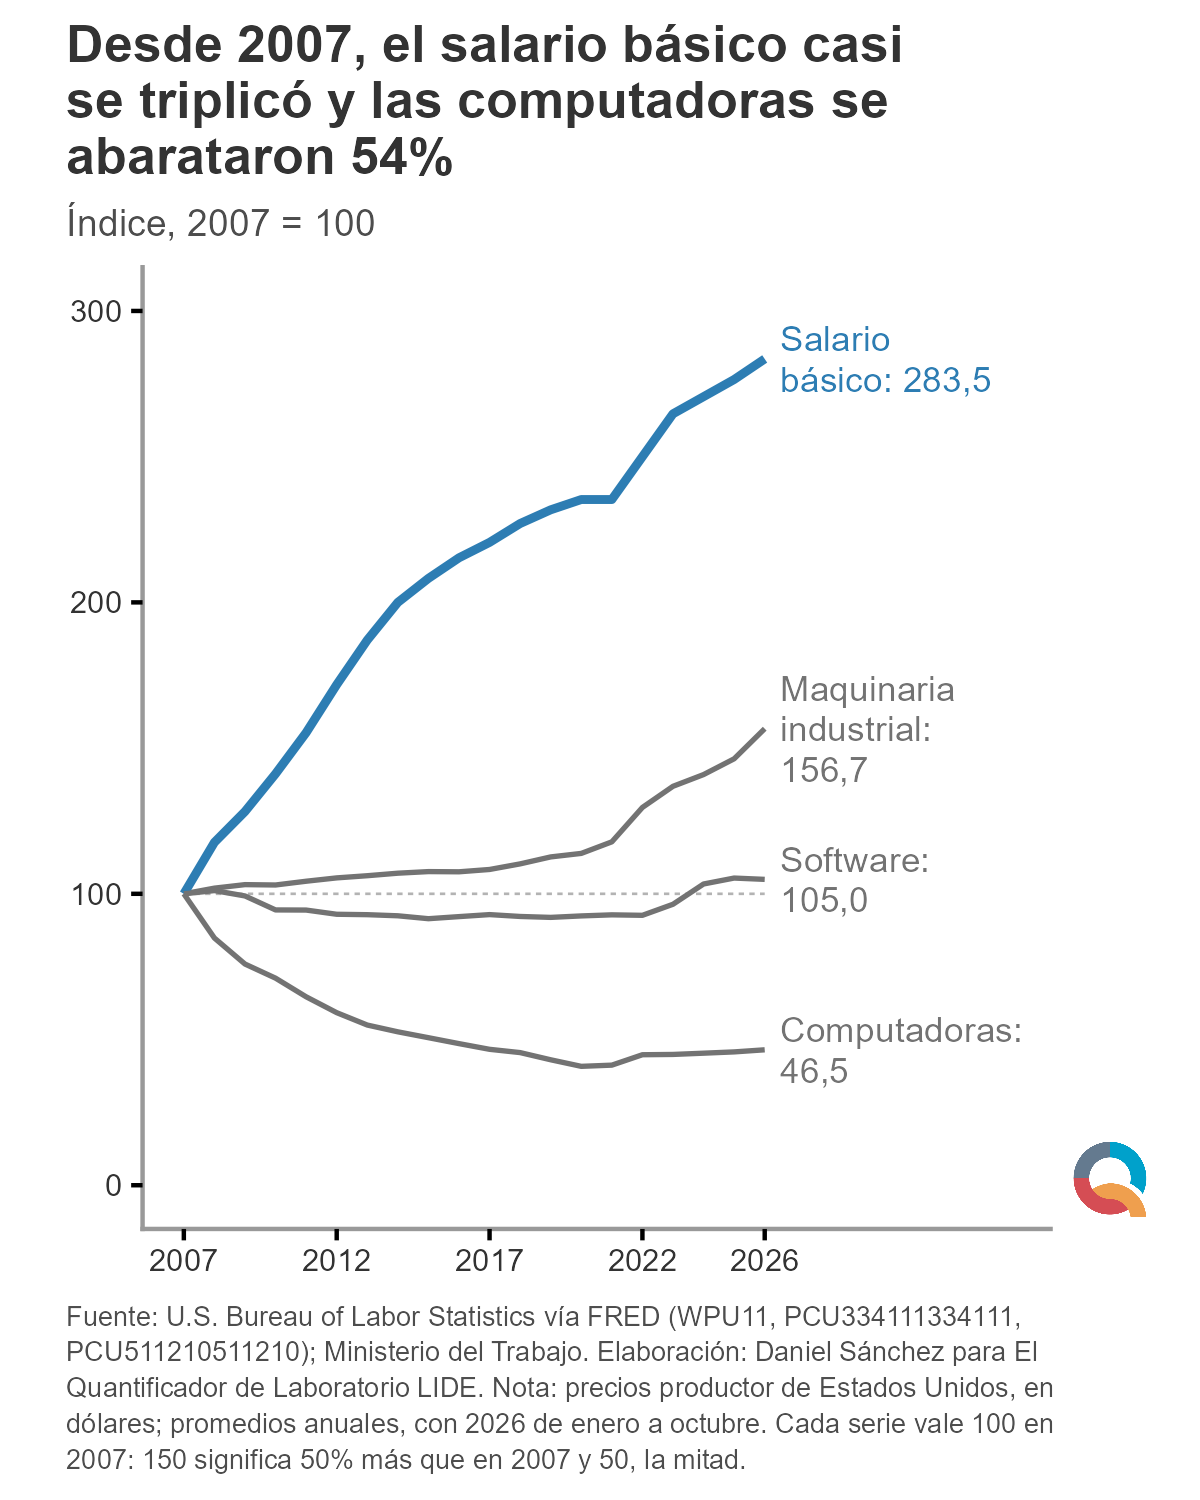 Desde 2007, el salario básico casi
se triplicó y las computadoras se
abarataron 54%
Índice, 2007 = 100
300
200
100
0
Salario
básico: 283,5
Maquinaria
industrial:
156,7
Software:
105,0
Computadoras:
46,5
2007 2012 2017 2022 2026
Fuente: U.S. Bureau of Labor Statistics vía FRED (WPU11, PCU334111334111,
PCU511210511210); Ministerio del Trabajo. Elaboración: Daniel Sánchez para El
Quantificador de Laboratorio LIDE. Nota: precios productor de Estados Unidos, en
dólares; promedios anuales, con 2026 de enero a octubre. Cada serie vale 100 en
2007: 150 significa 50% más que en 2007 y 50, la mitad.